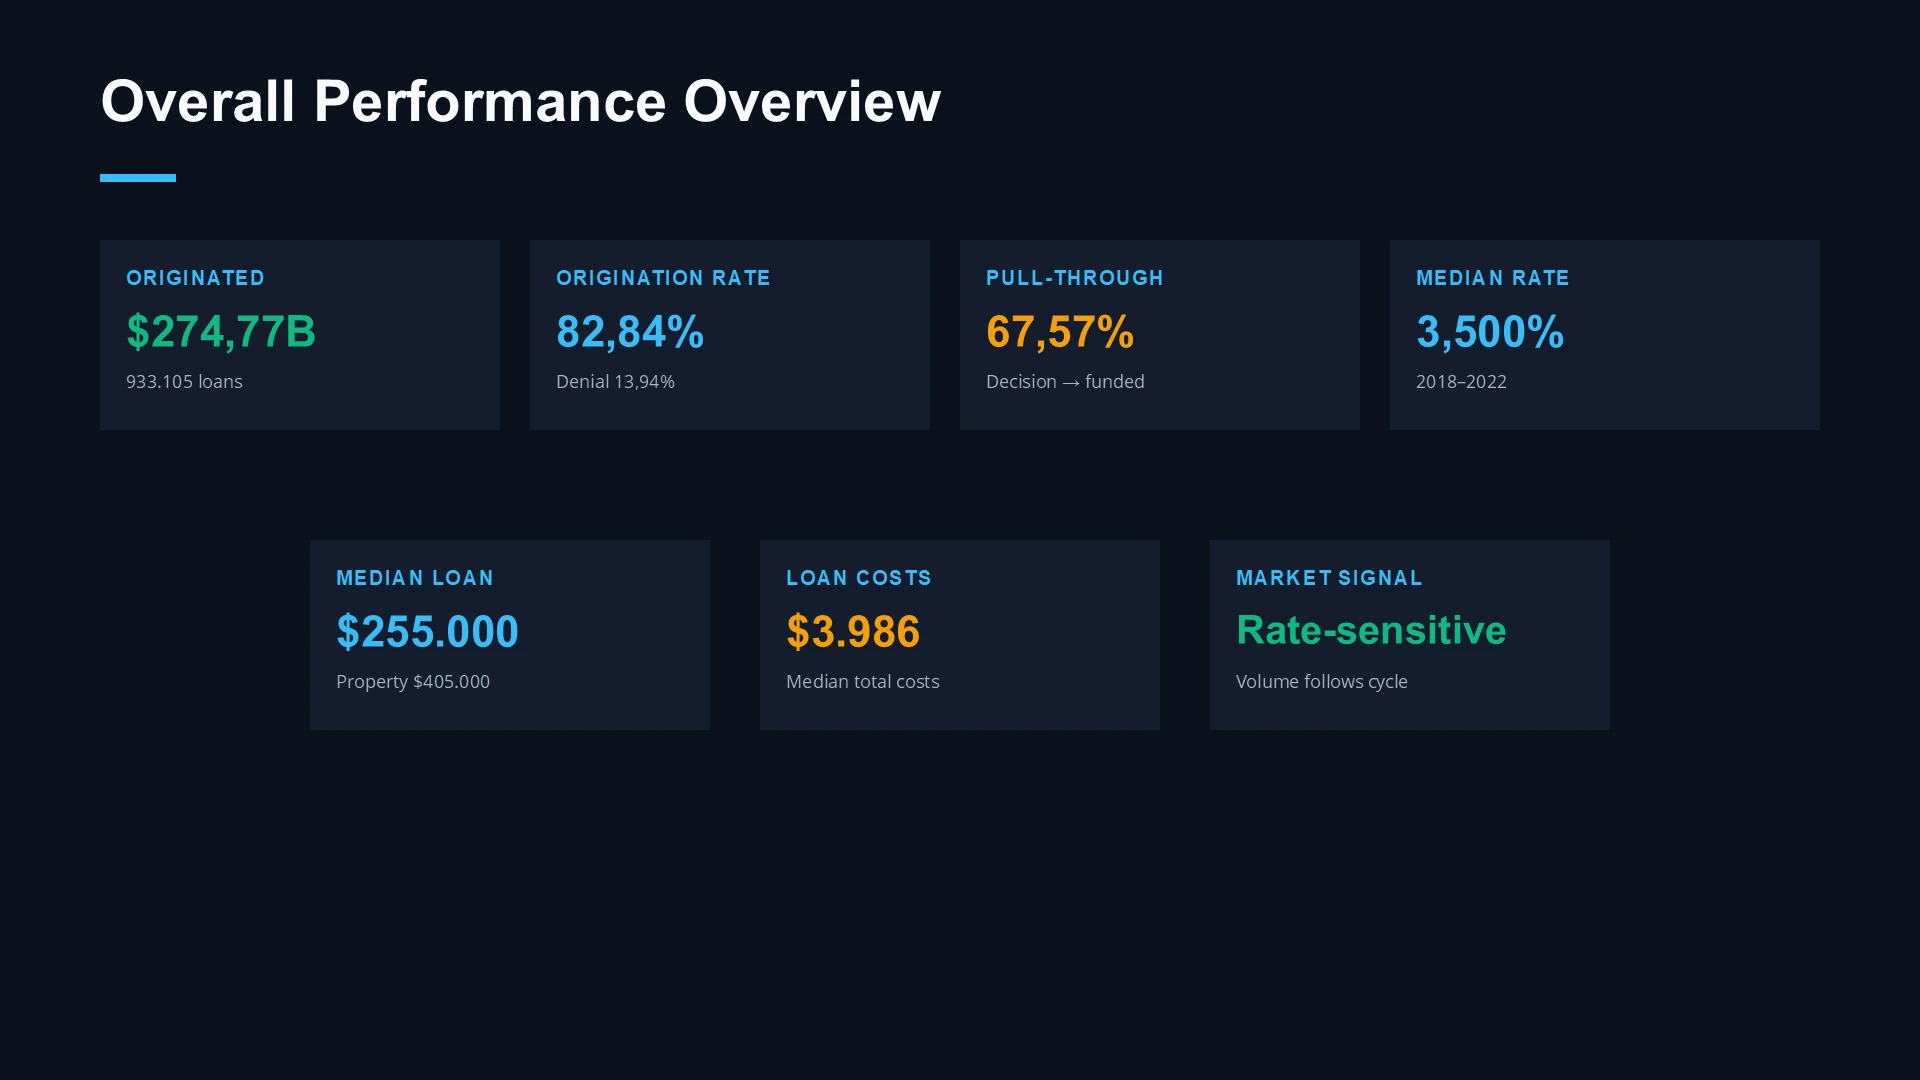 Overall Performance Overview
ORIGINATED
$274,77B
933.105 loans
ORIGINATION RATE
82,84%
Denial 13,94%
PULL-THROUGH
67,57%
Decision → funded
MEDIAN RATE
3,500%
2018–2022
MEDIAN LOAN
$255.000
Property $405.000
LOAN COSTS
$3.986
Median total costs
MARKET SIGNAL
Rate-sensitive
Volume follows cycle